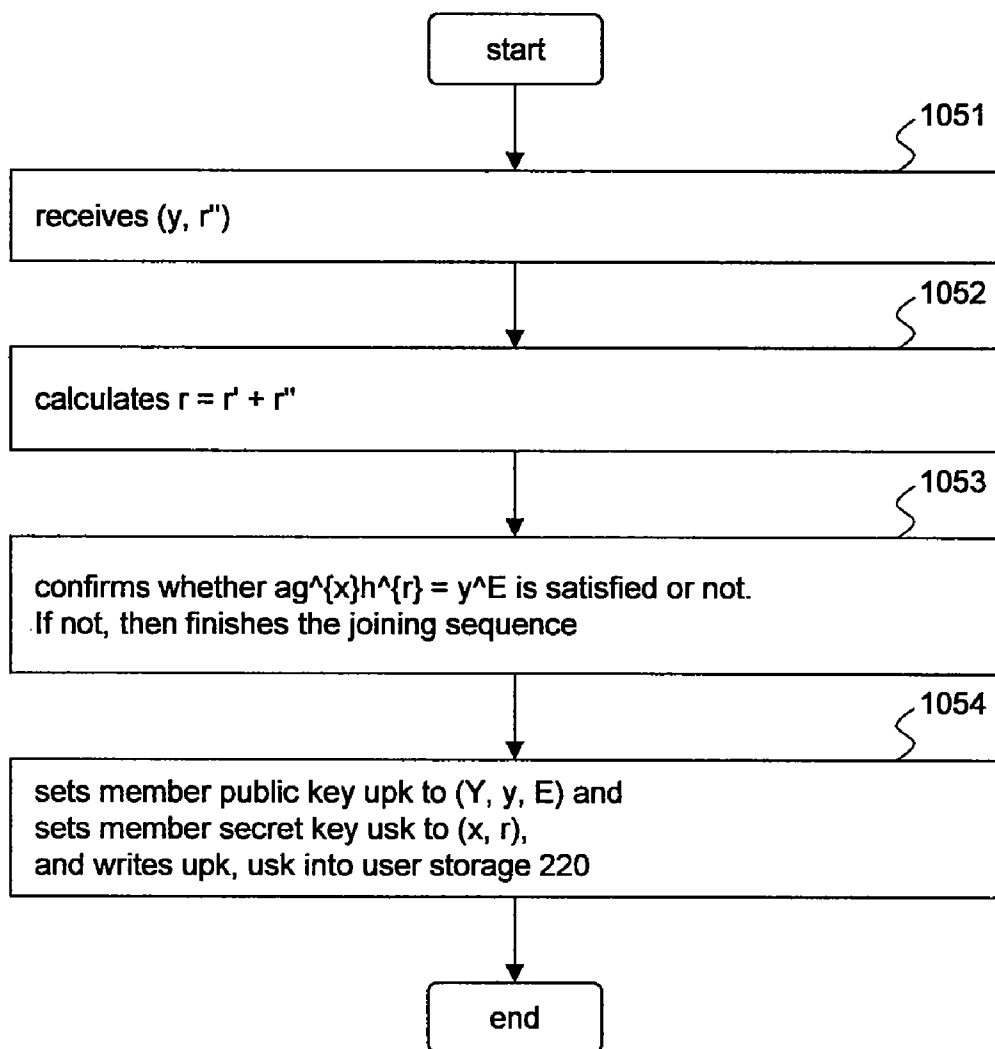 start
1051
receives (y, r")
1052
calculates r = r' + r"
1053
confirms whether ag^{x}h^{r} = y^E is satisfied or not.
If not, then finishes the joining sequence
1054
sets member public key upk to (Y, y, E) and
sets member secret key usk to (x, r),
and writes upk, usk into user storage 220
end